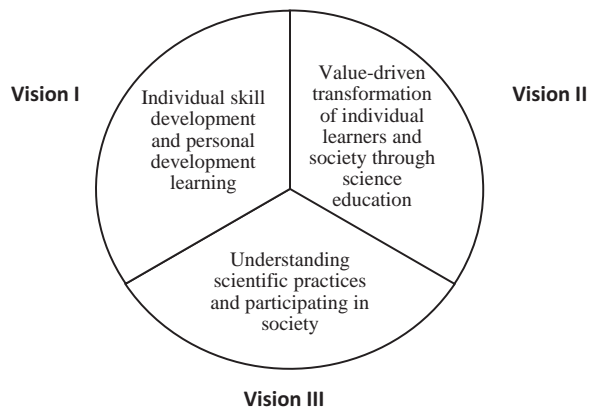 Vision I
Individual skill
development
and personal
development
learning
Value-driven
transformation
of individual
learners and
society through
science
education
Vision II
Understanding
scientific practices
and participating in
society
Vision III